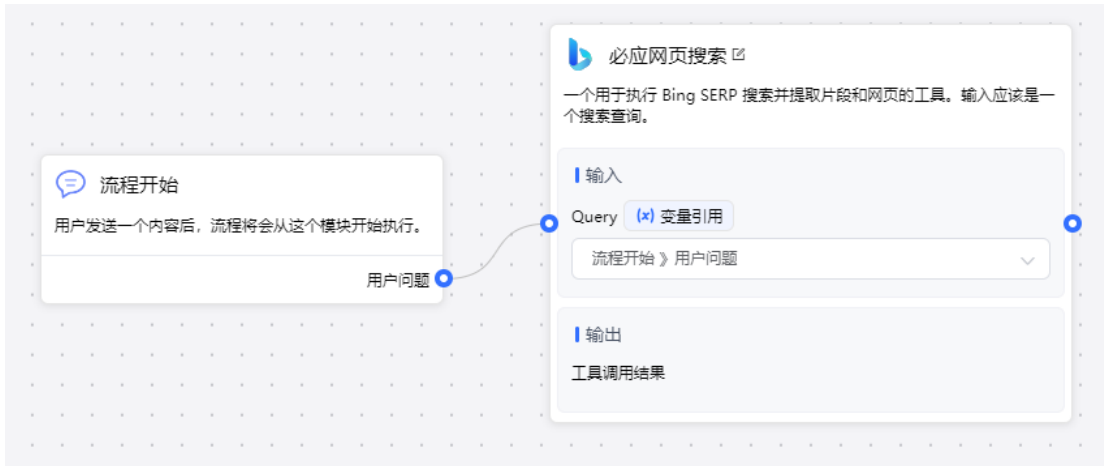 流程开始
用户发送一个内容后，流程将会从这个模块开始执行。
用户问题
必应网页搜索
一个用于执行 Bing SERP 搜索并提取片段和网页的工具。输入应该是一
个搜索查询。
输入
Query (x) 变量引用
流程开始 》用户问题
输出
工具调用结果